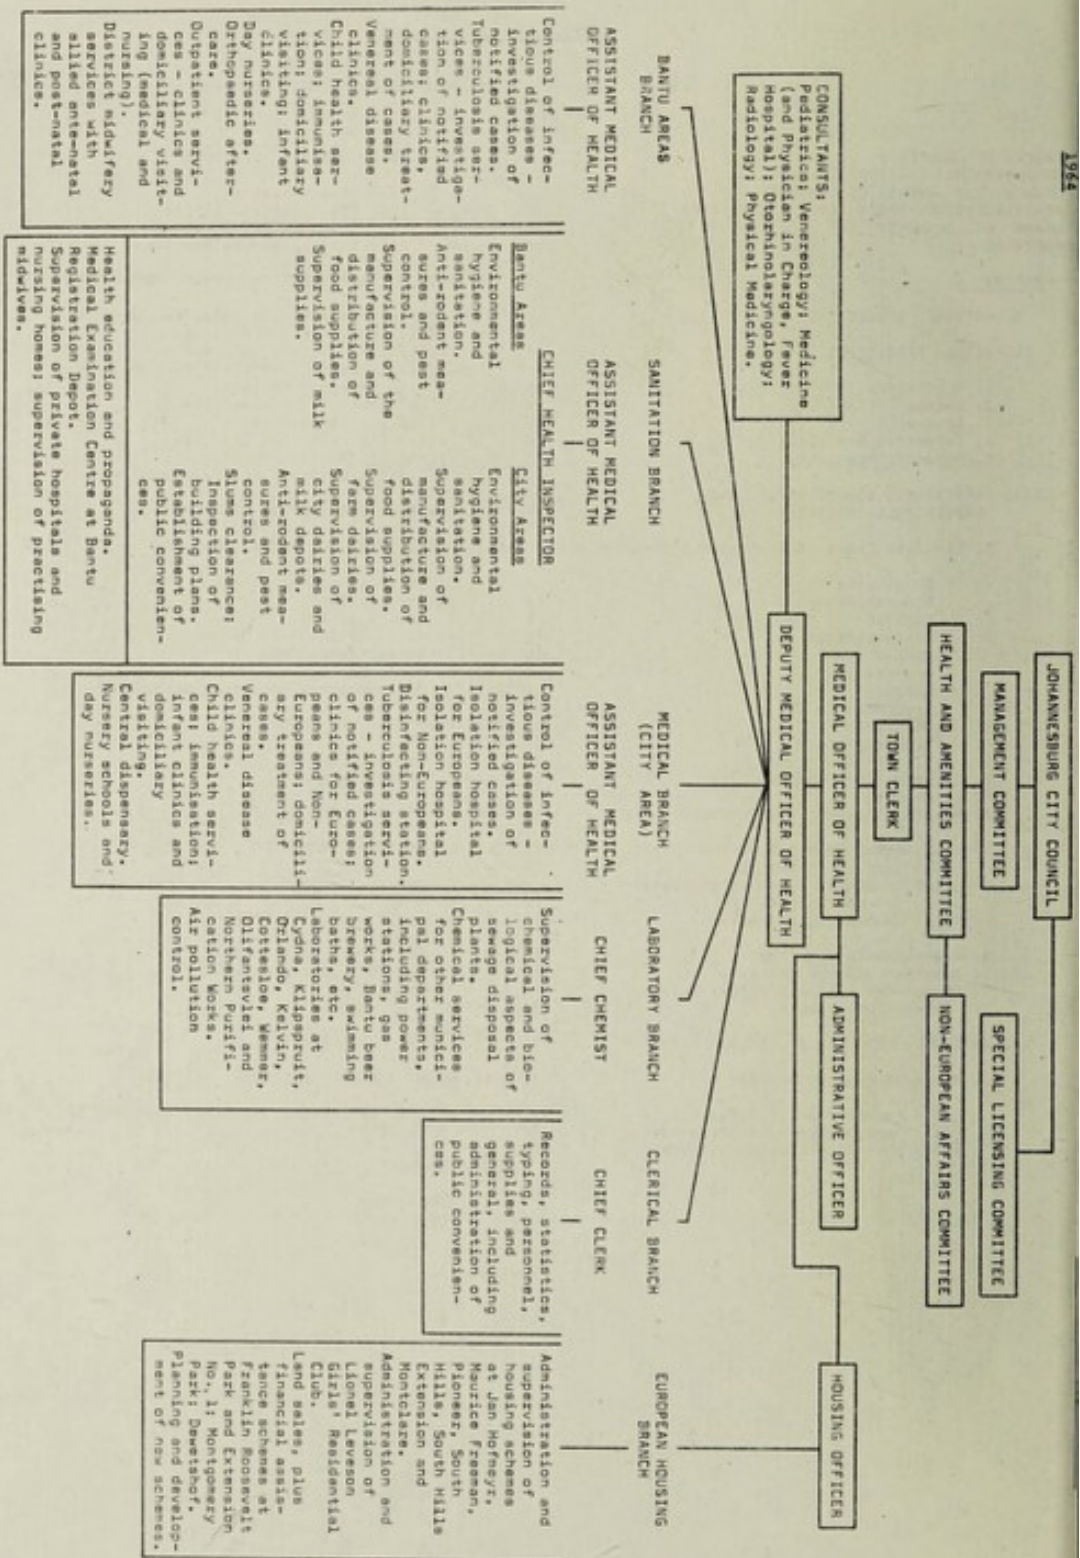 1964
JOHANNESBURG CITY COUNCIL
MANAGEMENT COMMITTEE
SPECIAL LICENSING COMMITTEE
HEALTH AND AMENITIES COMMITTEE
NON-EUROPEAN AFFAIRS COMMITTEE
TOWN CLERK
MEDICAL OFFICER OF HEALTH
ADMINISTRATIVE OFFICER
HOUSING OFFICER
DEPUTY MEDICAL OFFICER OF HEALTH
CONSULTANTS:
Pediatrics; Venereology; Medicine
(and Physician in Charge, Fever
Hospital); Otorhinolaryngology;
Radiology; Physical Medicine.
BANTU AREAS
BRANCH
ASSISTANT MEDICAL
OFFICER OF HEALTH
Control of infec-
tious diseases -
investigation of
notified cases.
Tuberculosis ser-
vices - investiga-
tion of notified
cases; clinics,
domiciliary treat-
ment of cases.
Venereal disease
clinics.
Child health ser-
vices; immunisa-
tion; domiciliary
visiting; infant
clinics.
Day nurseries.
Orthopaedic after-
care.
Outpatient servi-
ces - clinics and
domiciliary visit-
ing (medical and
nursing).
District midwifery
services with
allied ante-natal
and post-natal
clinics.
SANITATION BRANCH
ASSISTANT MEDICAL
OFFICER OF HEALTH
CHIEF HEALTH INSPECTOR
Bantu Areas
Environmental
hygiene and
sanitation.
Anti-rodent mea-
sures and pest
control.
Supervision of the
manufacture and
distribution of
food supplies.
Supervision of milk
supplies.
City Areas
Environmental
hygiene and
sanitation.
Supervision of
manufacture and
distribution of
food supplies.
Supervision of
farm dairies.
Supervision of
city dairies and
milk depots.
Anti-rodent mea-
sures and pest
control.
Slums clearance;
Inspection of
building plans.
Establishment of
public convenien-
ces.
Health education and propaganda.
Medical Examination Centre at Bantu
Registration Depot.
Supervision of private hospitals and
nursing homes; supervision of practising
midwives.
MEDICAL BRANCH
(CITY AREA)
ASSISTANT MEDICAL
OFFICER OF HEALTH
Control of infec-
tious diseases -
investigation of
notified cases.
Isolation hospital
for Europeans.
Isolation hospital
for Non-Europeans.
Disinfecting station.
Tuberculosis servi-
ces - investigation
of notified cases;
clinics for Euro-
peans and Non-
Europeans; domicili-
ary treatment of
cases.
Venereal disease
clinics.
Child health servi-
ces; immunisation;
infant clinics and
domiciliary
visiting.
Central dispensary.
Nursery schools and
day nurseries.
LABORATORY BRANCH
CHIEF CHEMIST
Supervision of
chemical and bio-
logical aspects of
sewage disposal
plants.
Chemical services
for other munici-
pal departments,
including power
stations, gas
works, Bantu beer
brewery, swimming
baths, etc.
Laboratories at
Cydna, Klipspruit,
Orlando, Kelvin,
Cottesloe, Wemmer,
Olifantsvlei and
Northern Purifi-
cation Works.
Air pollution
control.
CLERICAL BRANCH
CHIEF CLERK
Records, statistics,
typing, personnel,
supplies and
general, including
administration of
public convenien-
ces.
EUROPEAN HOUSING
BRANCH
Administration and
supervision of
housing schemes
at Jan Hofmeyr,
Maurice Freeman,
Pioneer, South
Hills, South Hills
Extension and
Montclare.
Administration and
supervision of
Lionel Leveson
Girls' Residential
Club.
Land sales, plus
financial assis-
tance schemes at
Franklin Roosevelt
Park and Extension
No. 1; Montgomery
Park; Dewetshof.
Planning and develop-
ment of new schemes.